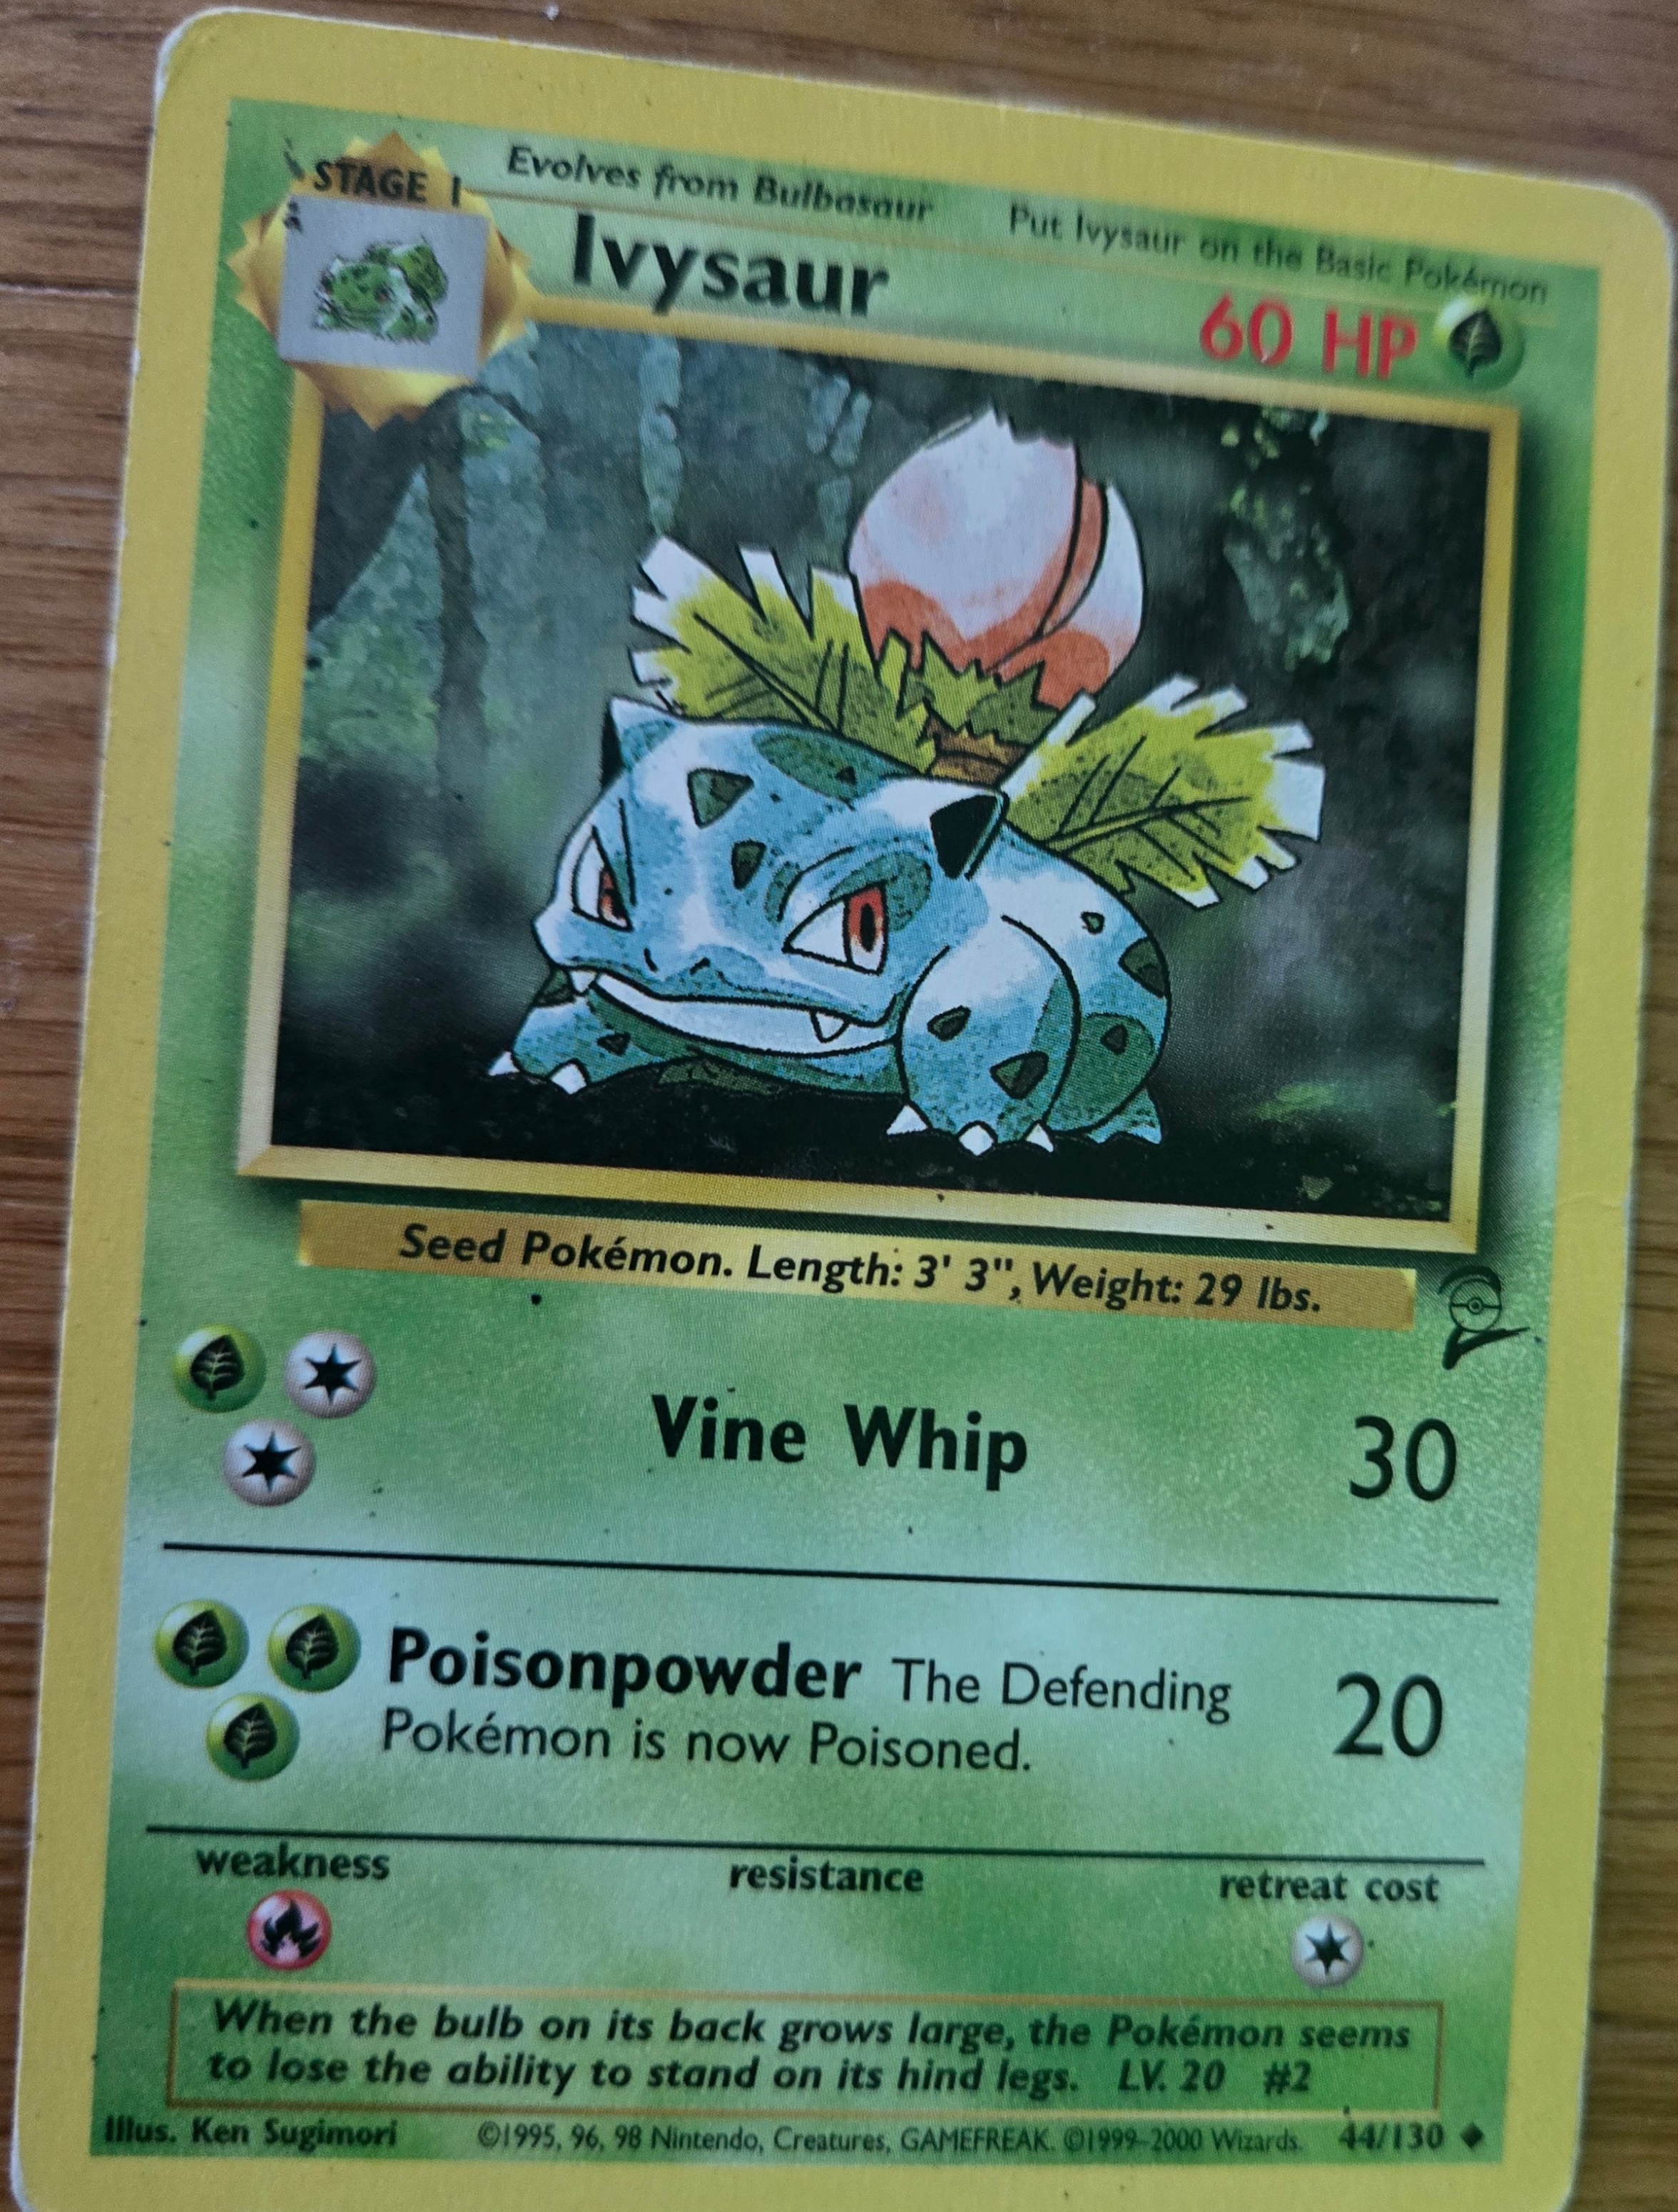 STAGE 1
Evolves from Bulbasaur Put Ivysaur on the Basic Pokémon
Ivysaur
60 HP
Seed Pokémon. Length: 3' 3", Weight: 29 lbs.
Vine Whip 30
Poisonpowder The Defending
Pokémon is now Poisoned. 20
weakness resistance retreat cost
When the bulb on its back grows large, the Pokémon seems
to lose the ability to stand on its hind legs. LV. 20 #2
Illus. Ken Sugimori ©1995, 96, 98 Nintendo, Creatures, GAMEFREAK. ©1999-2000 Wizards. 44/130